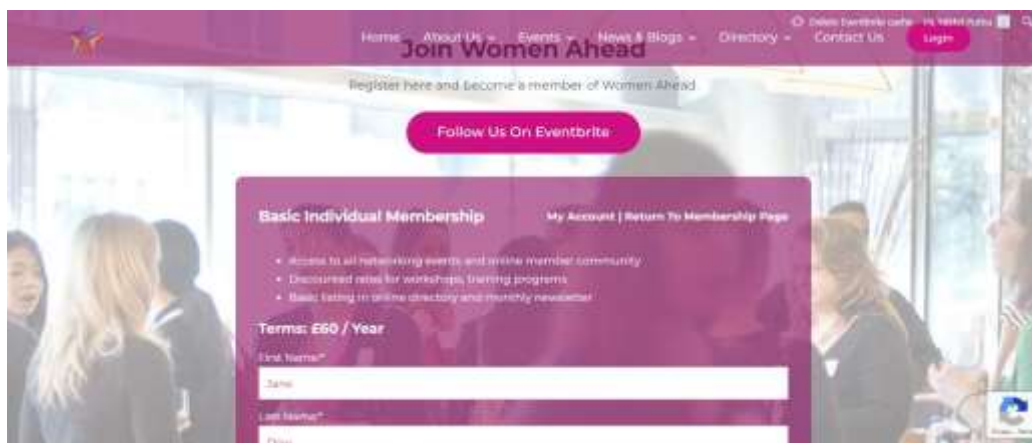 Delete Eventbrite cache
Home About Us Events News & Blogs Directory Contact Us Login
Join Women Ahead
Register here and become a member of Women Ahead
Follow Us On Eventbrite
Basic Individual Membership My Account | Return To Membership Page
Access to all networking events and online member community
Discounted rates for workshops, training programs
Basic listing in online directory and monthly newsletter
Terms: £60 / Year
First Name:*
Jane
Last Name:*